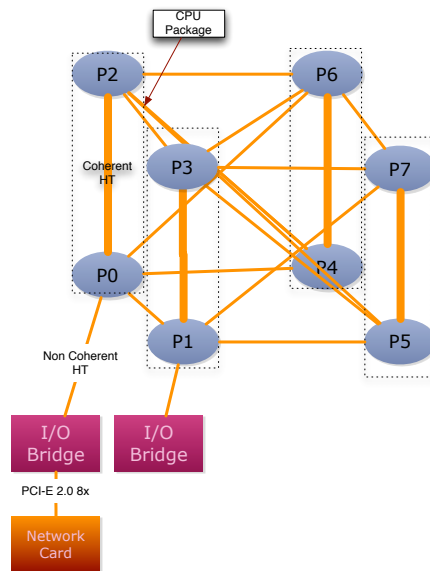 CPU
Package
P2
P6
P3
P7
Coherent
HT
P0
P4
P1
P5
Non Coherent
HT
I/O
Bridge
I/O
Bridge
PCI-E 2.0 8x
Network
Card